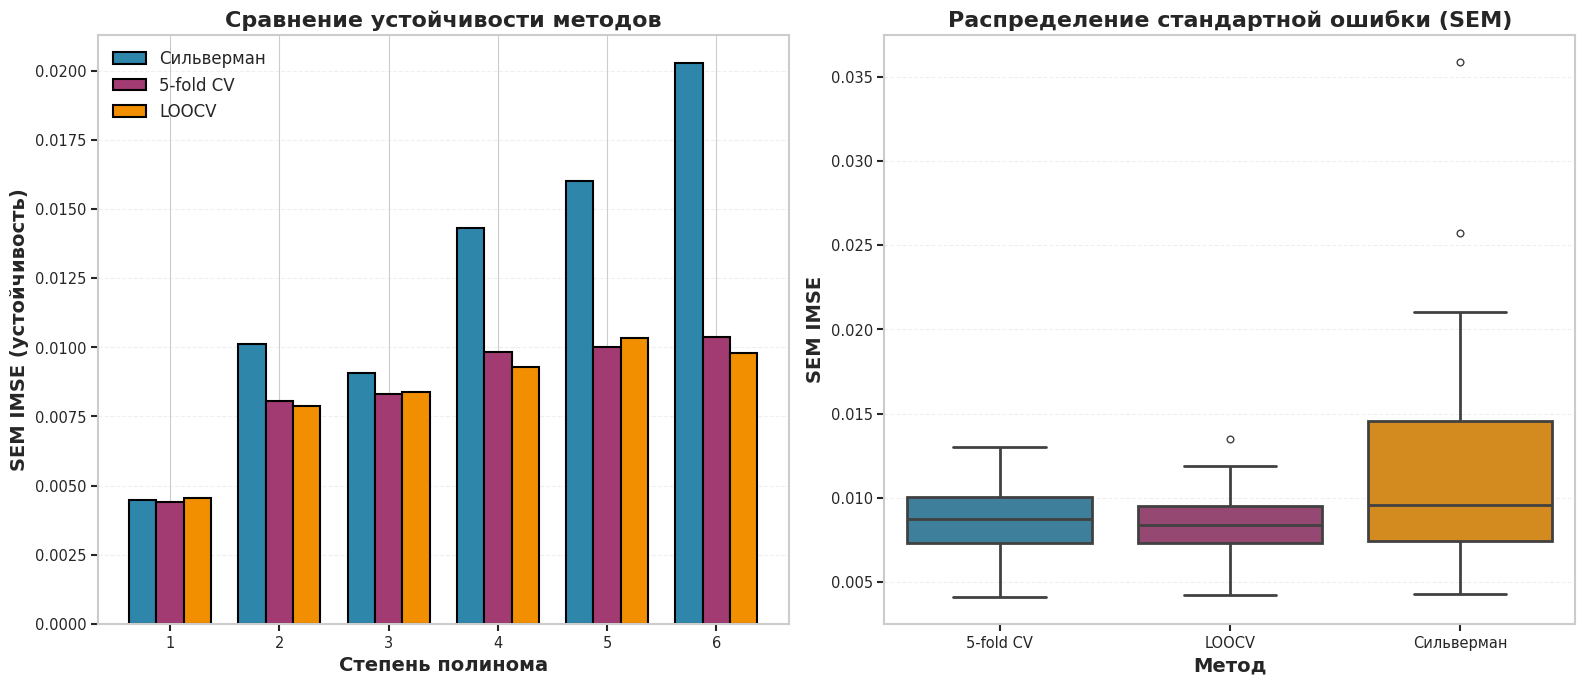 Сравнение устойчивости методов
Сильверман
5-fold CV
LOOCV
SEM IMSE (устойчивость)
0.0200
0.0175
0.0150
0.0125
0.0100
0.0075
0.0050
0.0025
0.0000
1 2 3 4 5 6
Степень полинома
Распределение стандартной ошибки (SEM)
SEM IMSE
0.035
0.030
0.025
0.020
0.015
0.010
0.005
5-fold CV LOOCV Сильверман
Метод